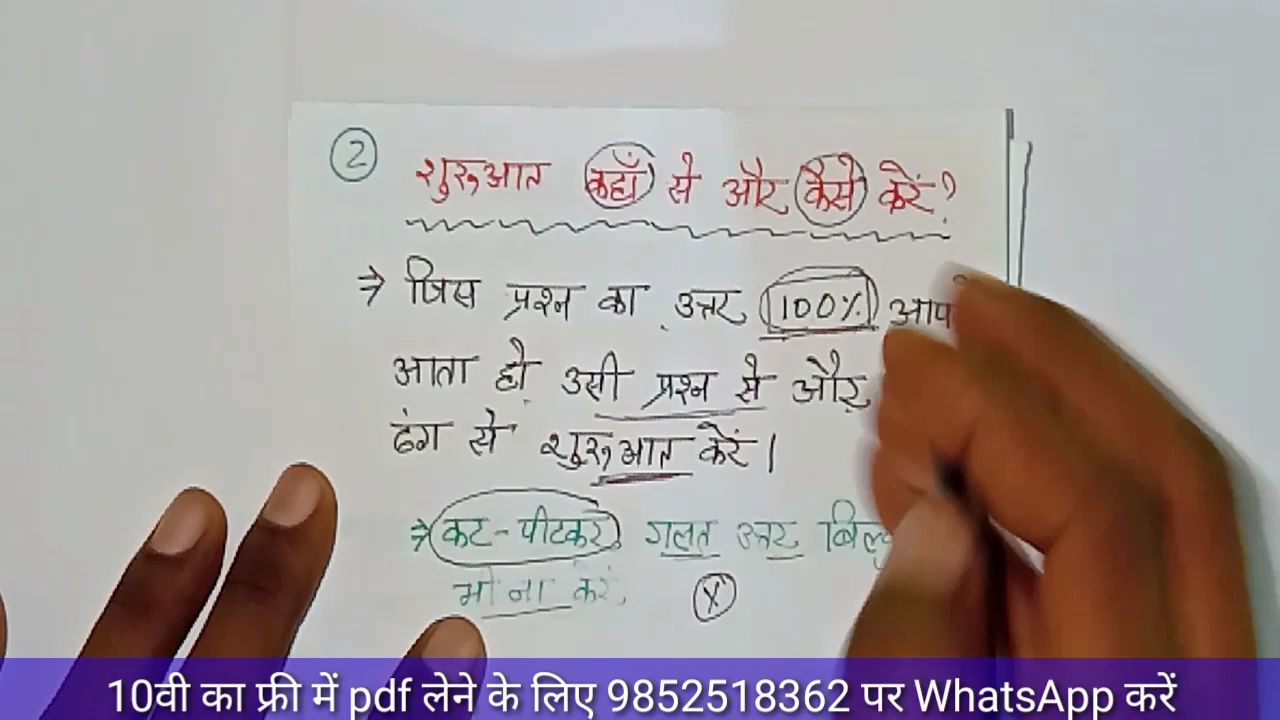 2
शुरुआत कहाँ से और कैसे करें?
⇒ जिस प्रश्न का उत्तर 100% आप
आता हो उसी प्रश्न से और
ढंग से शुरुआत करें।
⇒ कट-पीटकर गलत उत्तर
भी ना करें X
10वी का फ्री में pdf लेने के लिए 9852518362 पर WhatsApp करें